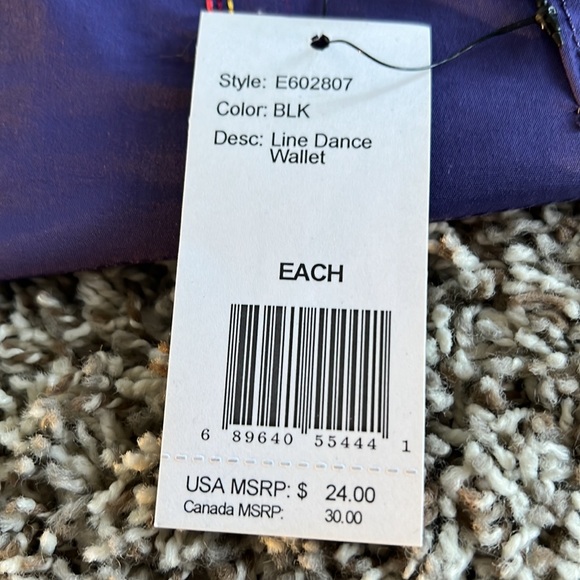 Style: E602807
Color: BLK
Desc: Line Dance
Wallet
EACH
6 89640 55444 1
USA MSRP: $ 24.00
Canada MSRP: 30.00